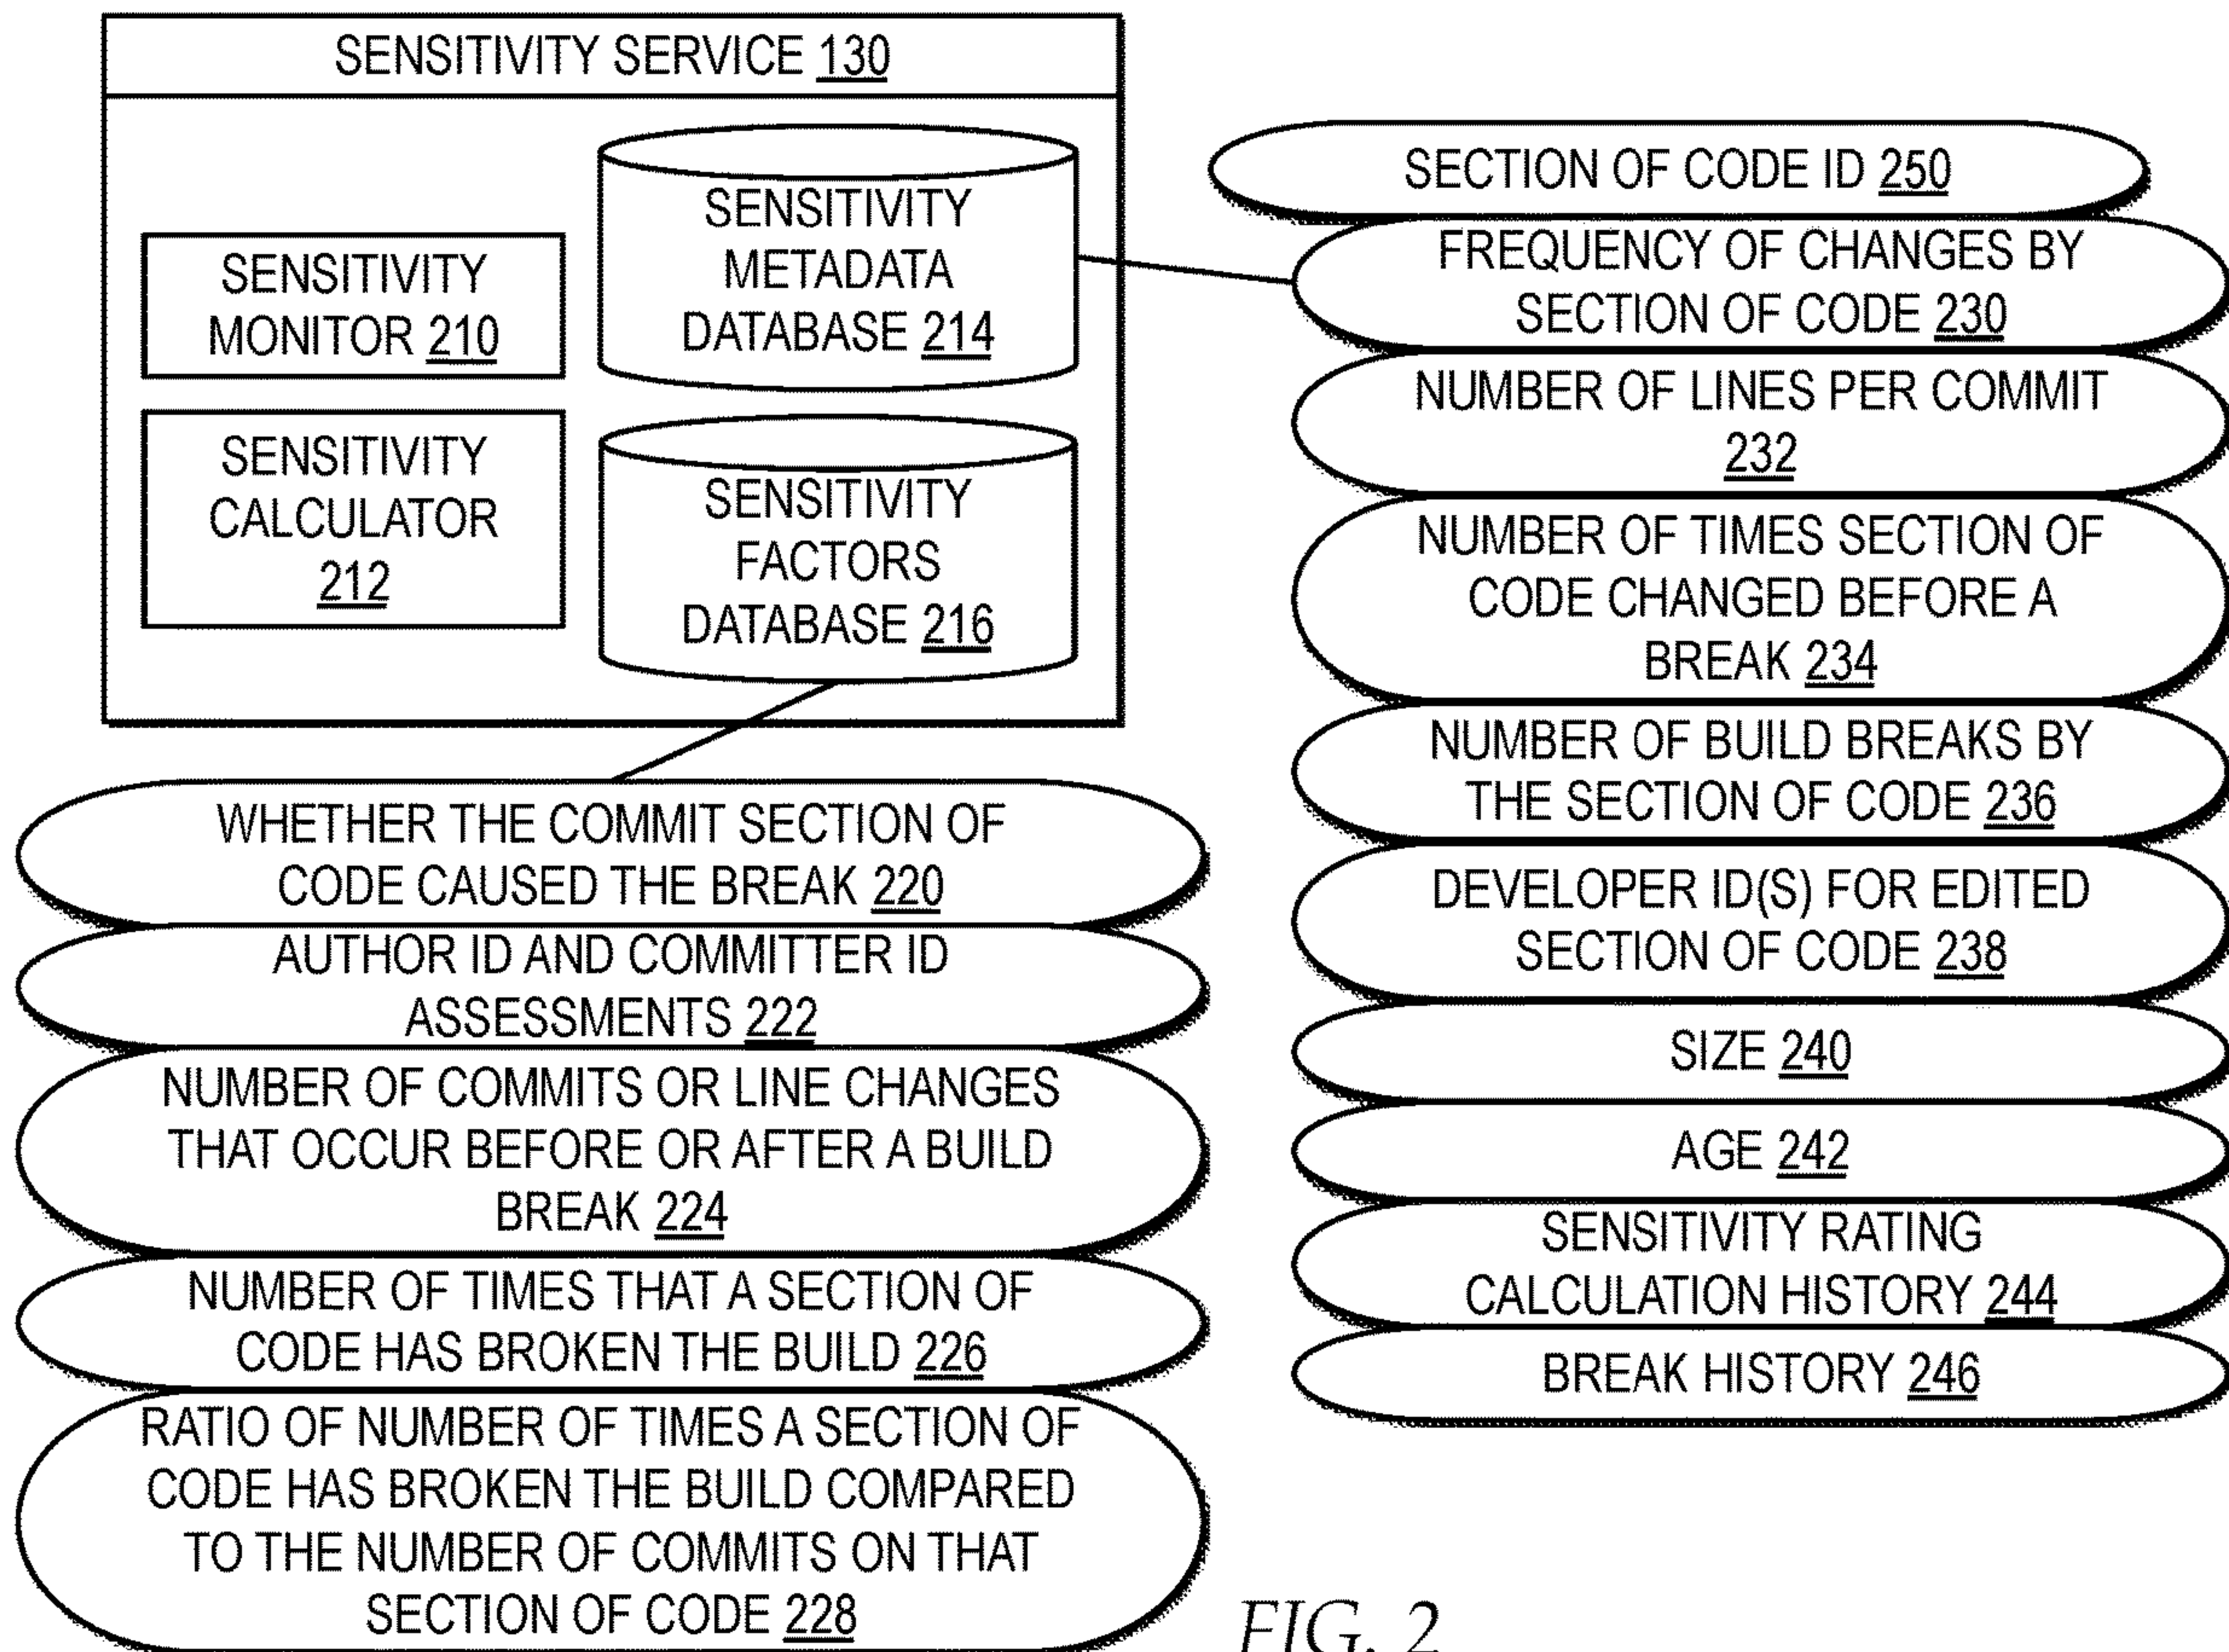 SENSITIVITY SERVICE 130
SENSITIVITY
MONITOR 210
SENSITIVITY
CALCULATOR
212
SENSITIVITY
METADATA
DATABASE 214
SENSITIVITY
FACTORS
DATABASE 216
WHETHER THE COMMIT SECTION OF
CODE CAUSED THE BREAK 220
AUTHOR ID AND COMMITTER ID
ASSESSMENTS 222
NUMBER OF COMMITS OR LINE CHANGES
THAT OCCUR BEFORE OR AFTER A BUILD
BREAK 224
NUMBER OF TIMES THAT A SECTION OF
CODE HAS BROKEN THE BUILD 226
RATIO OF NUMBER OF TIMES A SECTION OF
CODE HAS BROKEN THE BUILD COMPARED
TO THE NUMBER OF COMMITS ON THAT
SECTION OF CODE 228
SECTION OF CODE ID 250
FREQUENCY OF CHANGES BY
SECTION OF CODE 230
NUMBER OF LINES PER COMMIT
232
NUMBER OF TIMES SECTION OF
CODE CHANGED BEFORE A
BREAK 234
NUMBER OF BUILD BREAKS BY
THE SECTION OF CODE 236
DEVELOPER ID(S) FOR EDITED
SECTION OF CODE 238
SIZE 240
AGE 242
SENSITIVITY RATING
CALCULATION HISTORY 244
BREAK HISTORY 246
FIG. 2